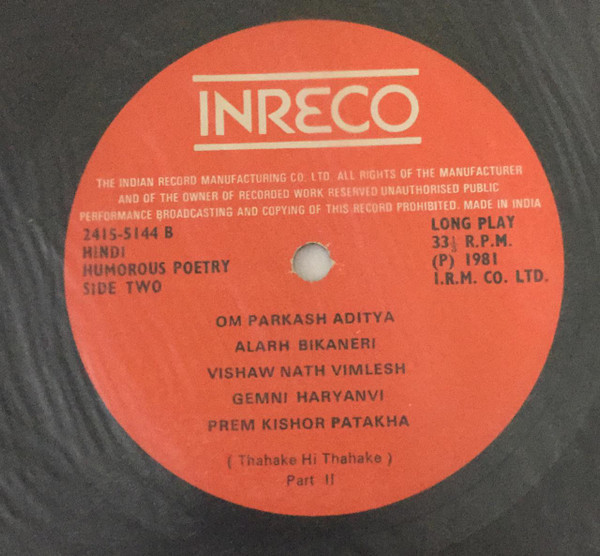 INRECO
THE INDIAN RECORD MANUFACTURING CO. LTD. ALL RIGHTS OF THE MANUFACTURER
AND OF THE OWNER OF RECORDED WORK RESERVED UNAUTHORISED PUBLIC
PERFORMANCE BROADCASTING AND COPYING OF THIS RECORD PROHIBITED. MADE IN INDIA
2415-5144 B
HINDI
HUMOROUS POETRY
SIDE TWO
LONG PLAY
33⅓ R.P.M.
(P) 1981
I.R.M. CO. LTD.
OM PARKASH ADITYA
ALARH BIKANERI
VISHAW NATH VIMLESH
GEMNI HARYANVI
PREM KISHOR PATAKHA
( Thahake Hi Thahake )
Part II